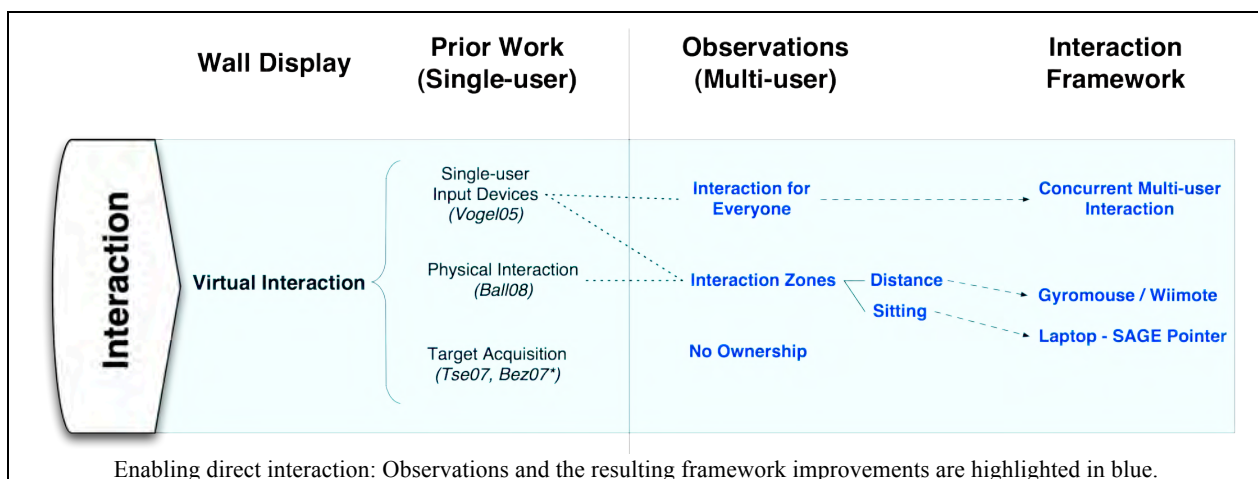 Wall Display
Prior Work
(Single-user)
Observations
(Multi-user)
Interaction
Framework
Interaction
Virtual Interaction
Single-user
Input Devices
(Vogel05)
Physical Interaction
(Ball08)
Target Acquisition
(Tse07, Bez07*)
Interaction for
Everyone
Interaction Zones
Distance
Sitting
No Ownership
Concurrent Multi-user
Interaction
Gyromouse / Wiimote
Laptop - SAGE Pointer
Enabling direct interaction: Observations and the resulting framework improvements are highlighted in blue.